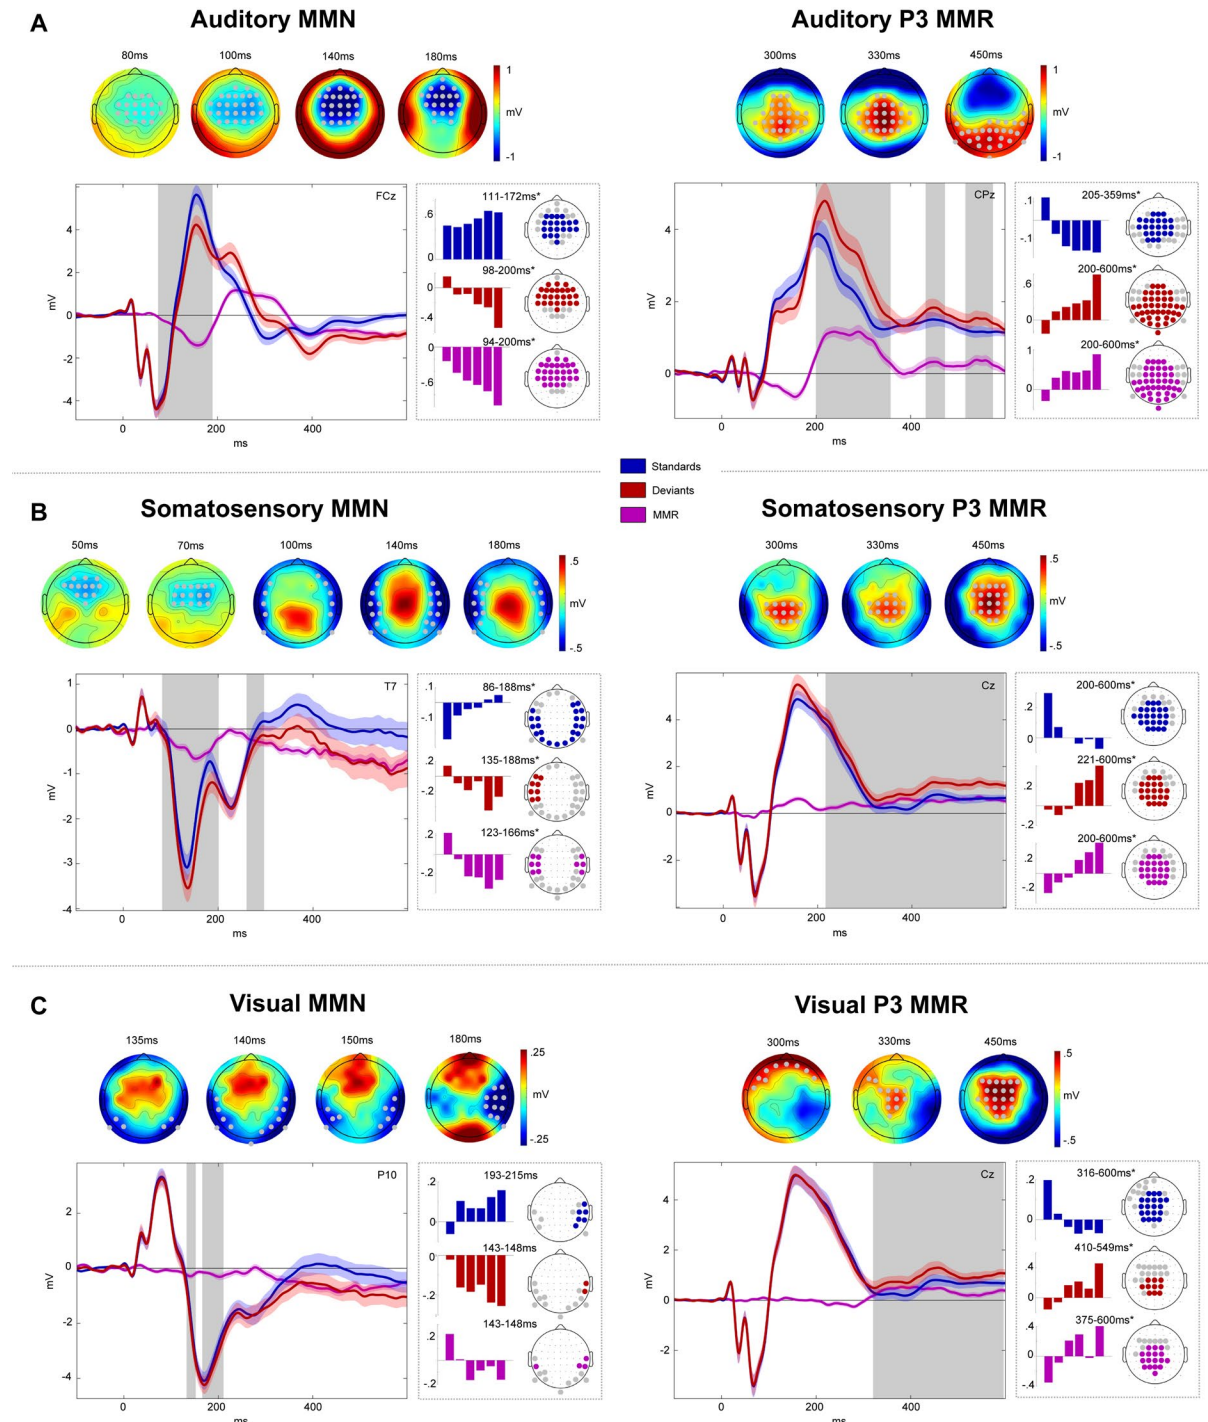 A
Auditory MMN
80ms 100ms 140ms 180ms
1
mV
-1
FCz
4
2
0
-2
-4
mV
0 200 400
ms
111-172ms*
.6
0
98-200ms*
0
-.4
94-200ms*
-.6
Auditory P3 MMR
300ms 330ms 450ms
1
mV
-1
CPz
4
2
0
mV
0 200 400
ms
205-359ms*
.1
-.1
200-600ms*
.6
0
200-600ms*
.9
0
Standards
Deviants
MMR
B
Somatosensory MMN
50ms 70ms 100ms 140ms 180ms
.5
mV
-.5
T7
1
0
-1
-2
-3
-4
mV
0 200 400
ms
86-188ms*
.1
-.1
135-188ms*
.2
-.2
123-166ms*
.2
-.2
Somatosensory P3 MMR
300ms 330ms 450ms
.5
mV
-.5
Cz
4
2
0
-2
mV
0 200 400
ms
200-600ms*
.2
0
221-600ms*
.2
-.2
200-600ms*
.2
-.2
C
Visual MMN
135ms 140ms 150ms 180ms
.25
mV
-.25
P10
2
0
-2
-4
mV
0 200 400
ms
193-215ms
.2
0
143-148ms
0
-.2
143-148ms
.2
-.2
Visual P3 MMR
300ms 330ms 450ms
.5
mV
-.5
Cz
4
2
0
-2
mV
0 200 400
ms
316-600ms*
.2
0
410-549ms*
.4
0
375-600ms*
.4
0
-.4